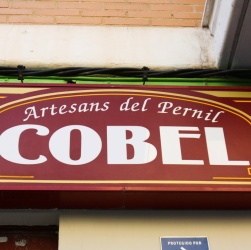 Artesans del Pernil
COBEL
PROTEGIDO POR